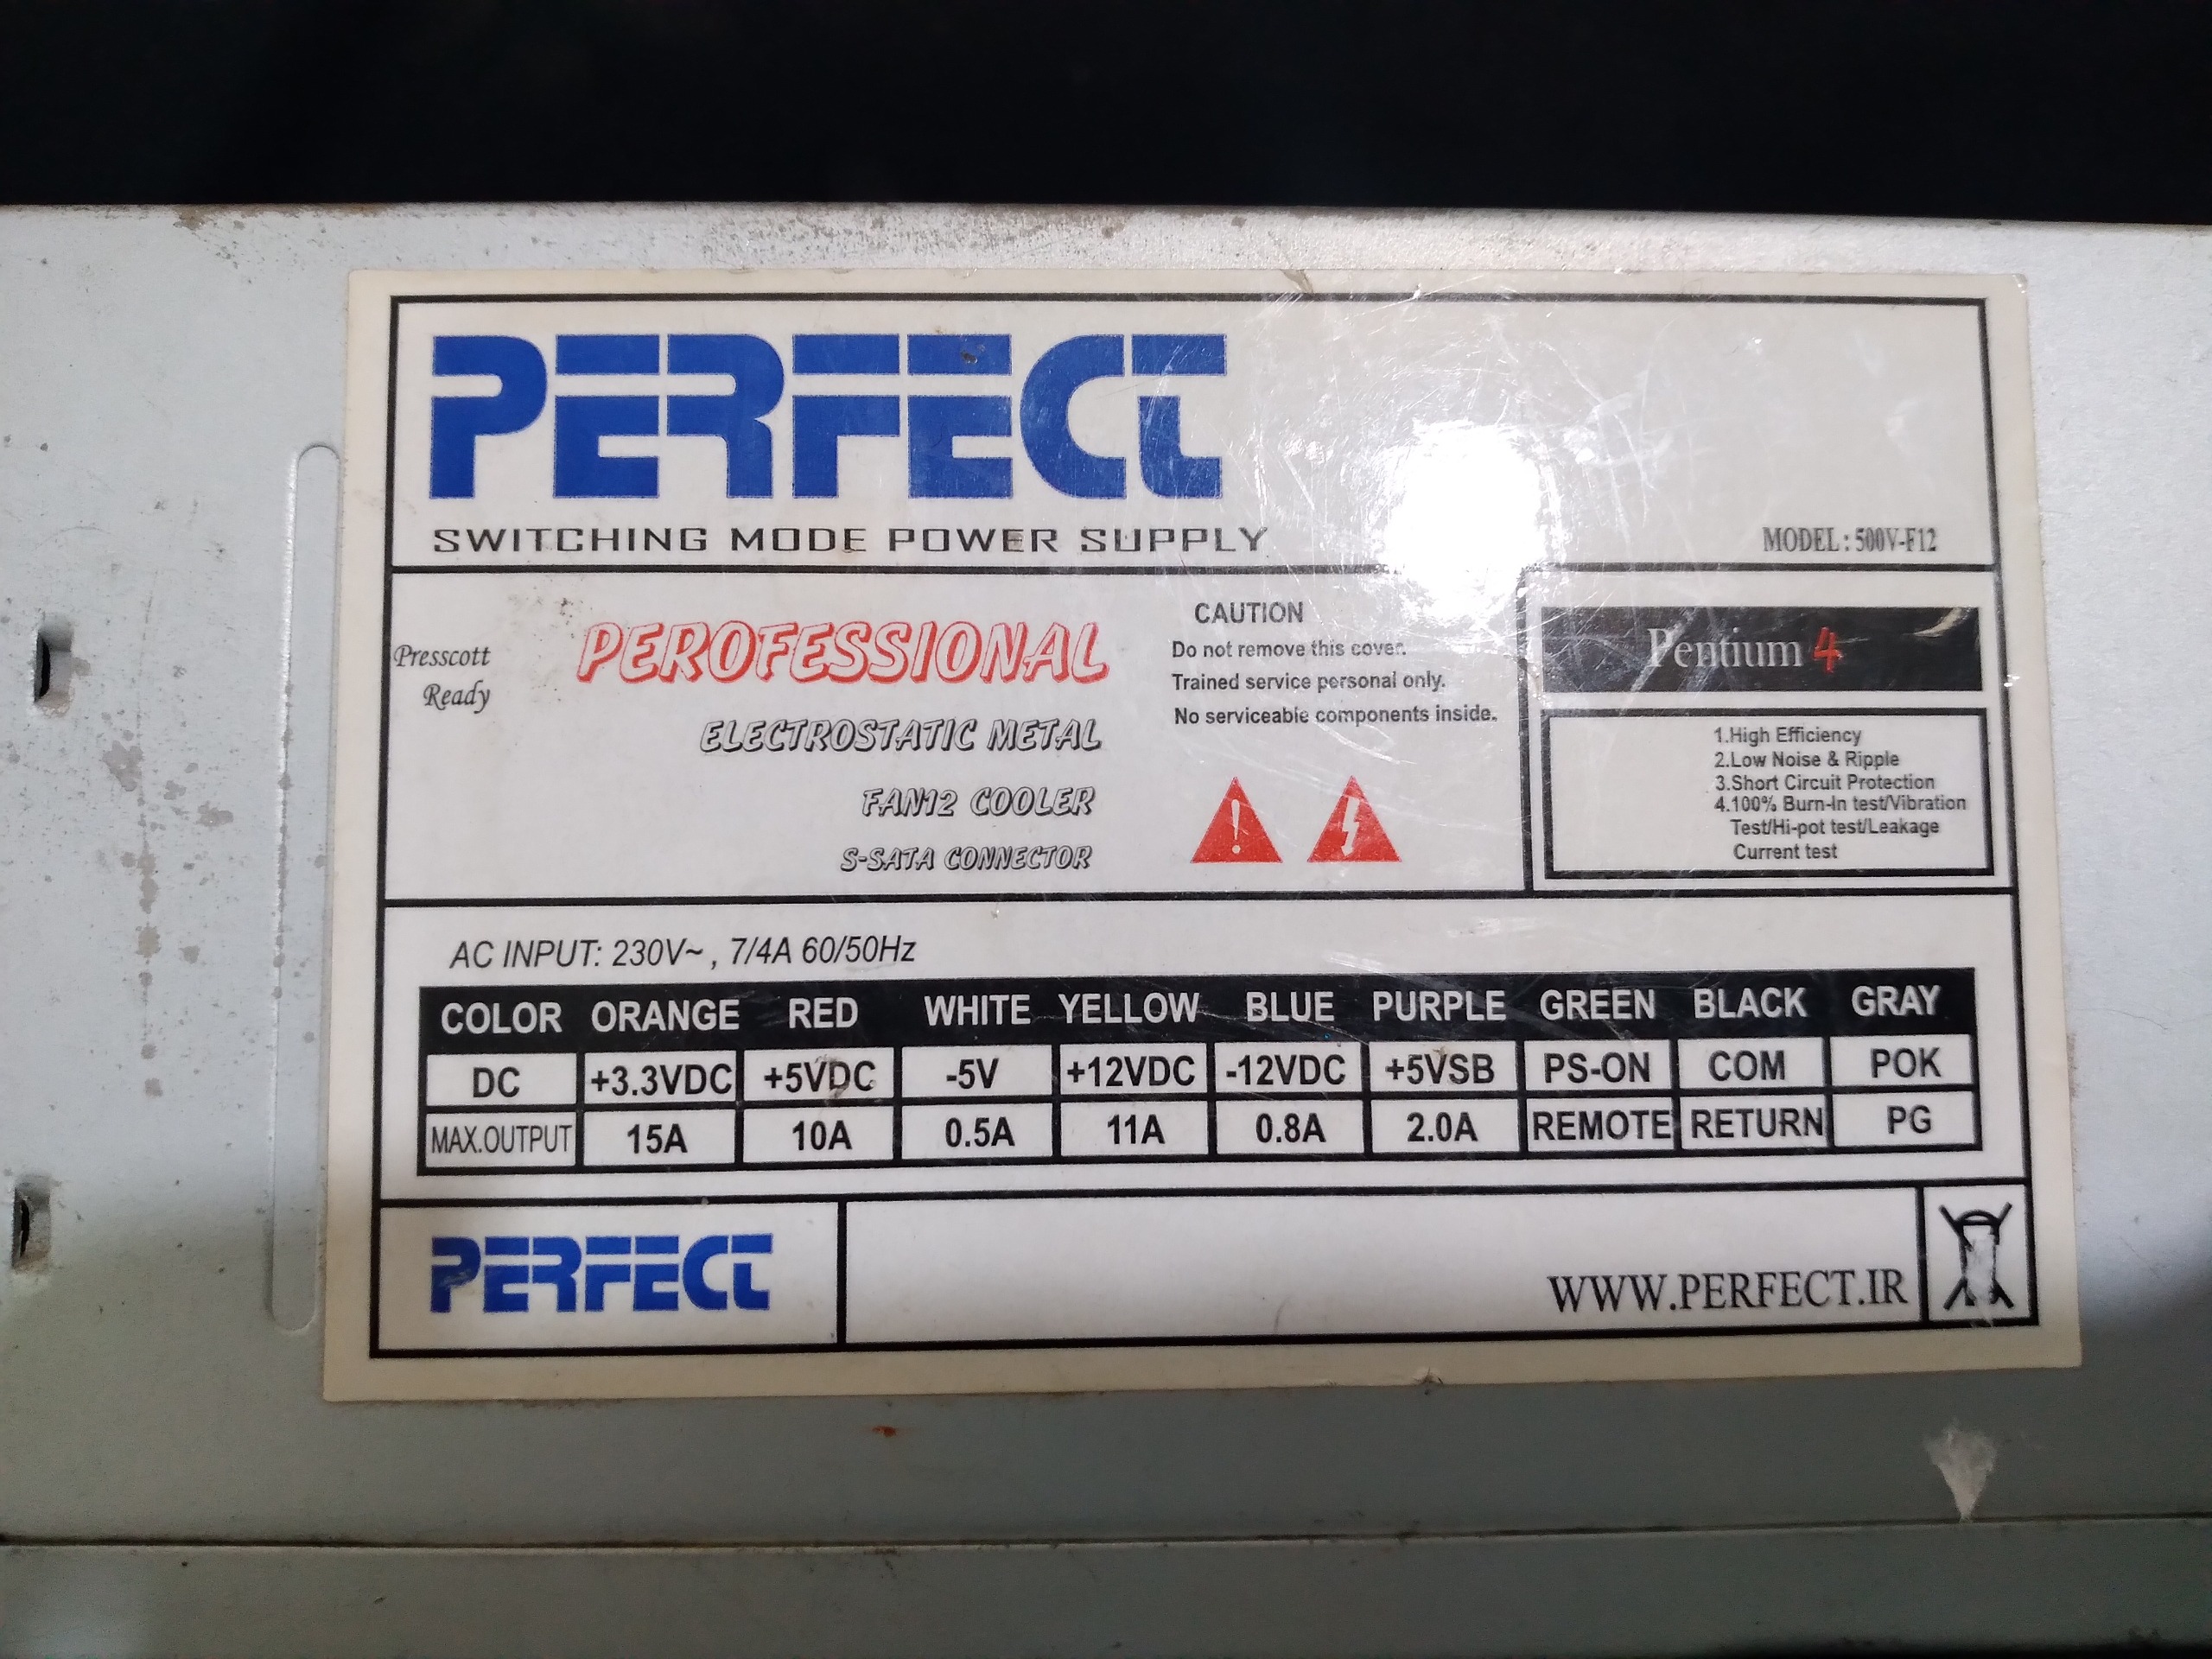 PERFECT
SWITCHING MODE POWER SUPPLY
MODEL : 500V-F12
Presscott
Ready
PEROFESSIONAL
ELECTROSTATIC METAL
FAN12 COOLER
S-SATA CONNECTOR
CAUTION
Do not remove this cover.
Trained service personal only.
No serviceable components inside.
Pentium 4
1.High Efficiency
2.Low Noise & Ripple
3.Short Circuit Protection
4.100% Burn-In test/Vibration
Test/Hi-pot test/Leakage
Current test
AC INPUT: 230V~ , 7/4A 60/50Hz
COLOR ORANGE RED WHITE YELLOW BLUE PURPLE GREEN BLACK GRAY
DC +3.3VDC +5VDC -5V +12VDC -12VDC +5VSB PS-ON COM POK
MAX.OUTPUT 15A 10A 0.5A 11A 0.8A 2.0A REMOTE RETURN PG
PERFECT
WWW.PERFECT.IR